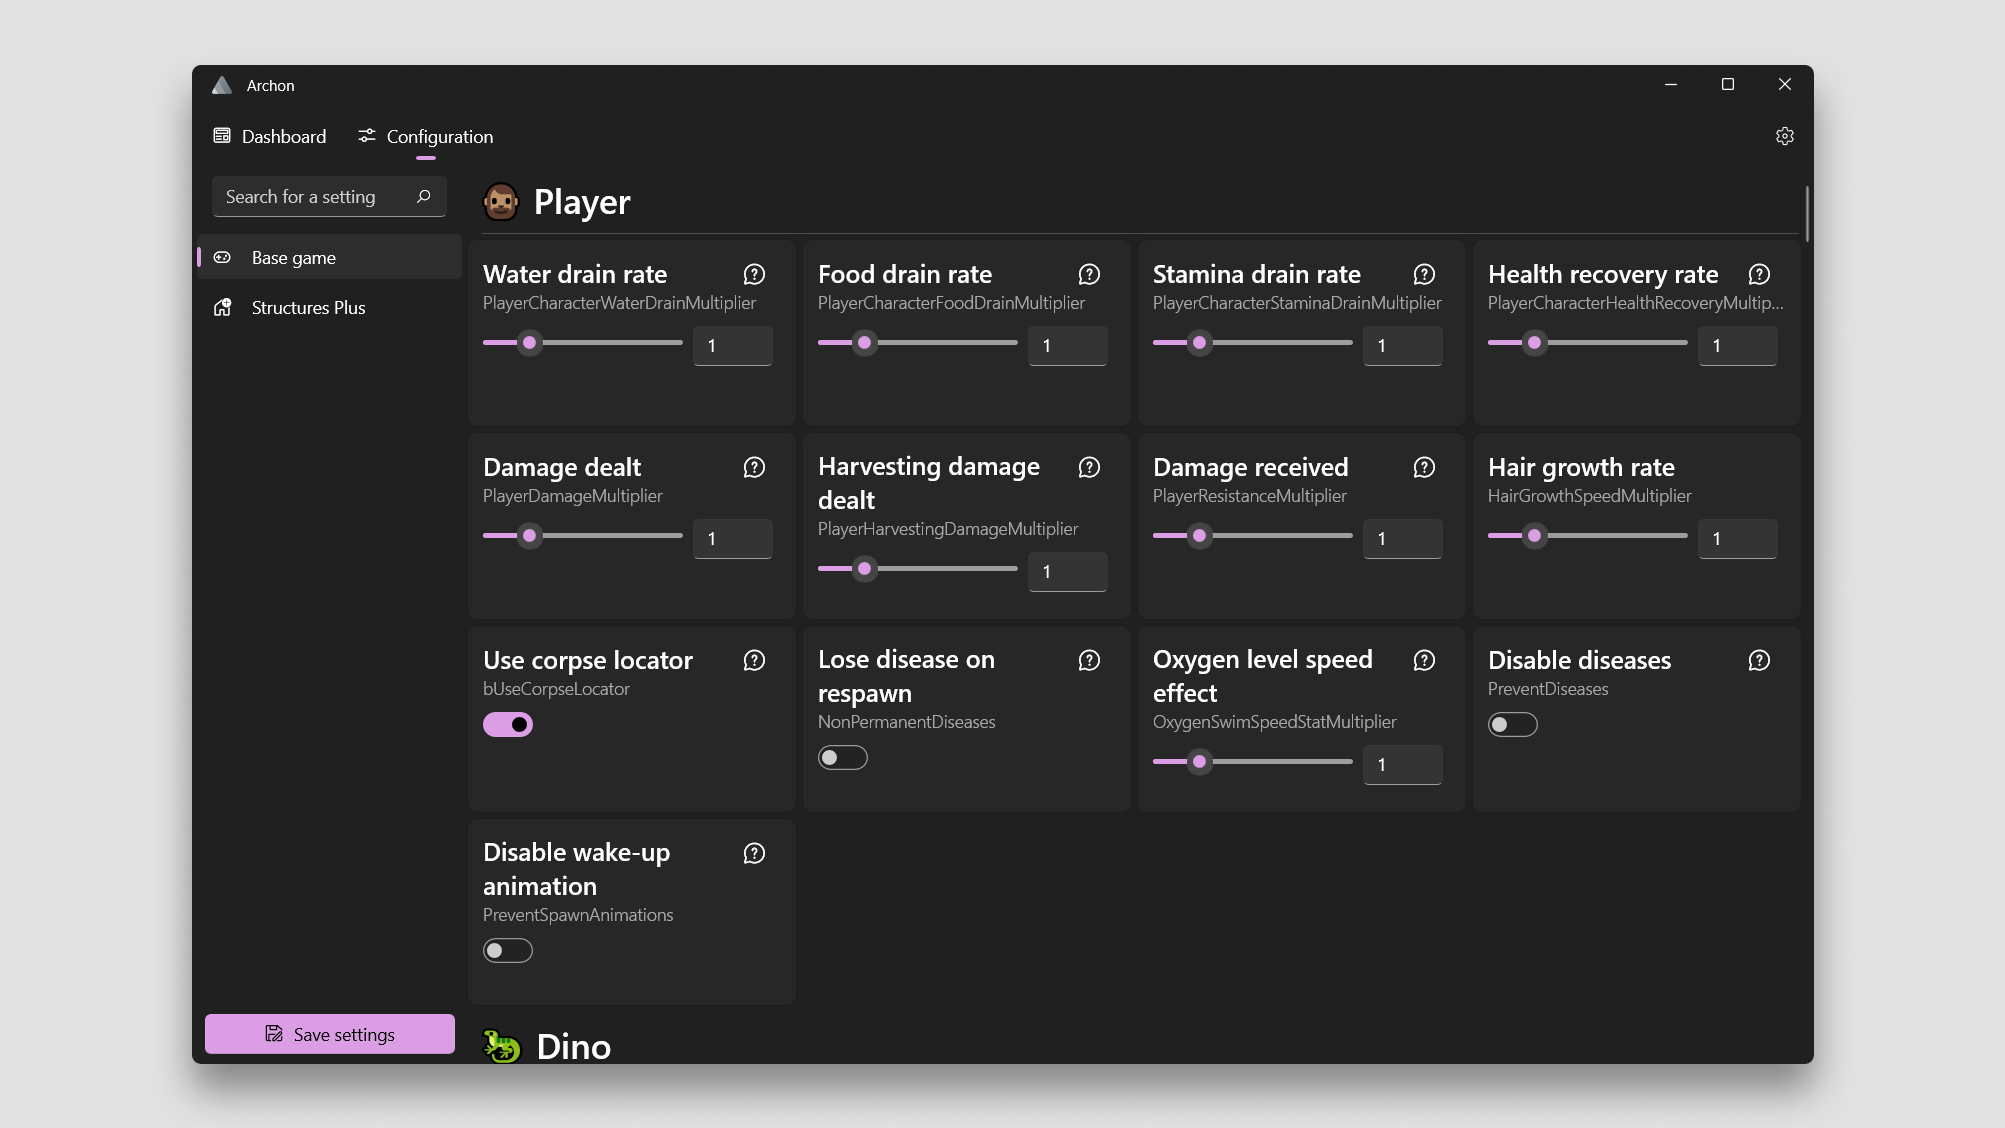 Archon
Dashboard
Configuration
Search for a setting
Base game
Structures Plus
Player
Water drain rate
PlayerCharacterWaterDrainMultiplier
1
Food drain rate
PlayerCharacterFoodDrainMultiplier
1
Stamina drain rate
PlayerCharacterStaminaDrainMultiplier
1
Health recovery rate
PlayerCharacterHealthRecoveryMultip...
1
Damage dealt
PlayerDamageMultiplier
1
Harvesting damage
dealt
PlayerHarvestingDamageMultiplier
1
Damage received
PlayerResistanceMultiplier
1
Hair growth rate
HairGrowthSpeedMultiplier
1
Use corpse locator
bUseCorpseLocator
Lose disease on
respawn
NonPermanentDiseases
Oxygen level speed
effect
OxygenSwimSpeedStatMultiplier
1
Disable diseases
PreventDiseases
Disable wake-up
animation
PreventSpawnAnimations
Save settings
Dino